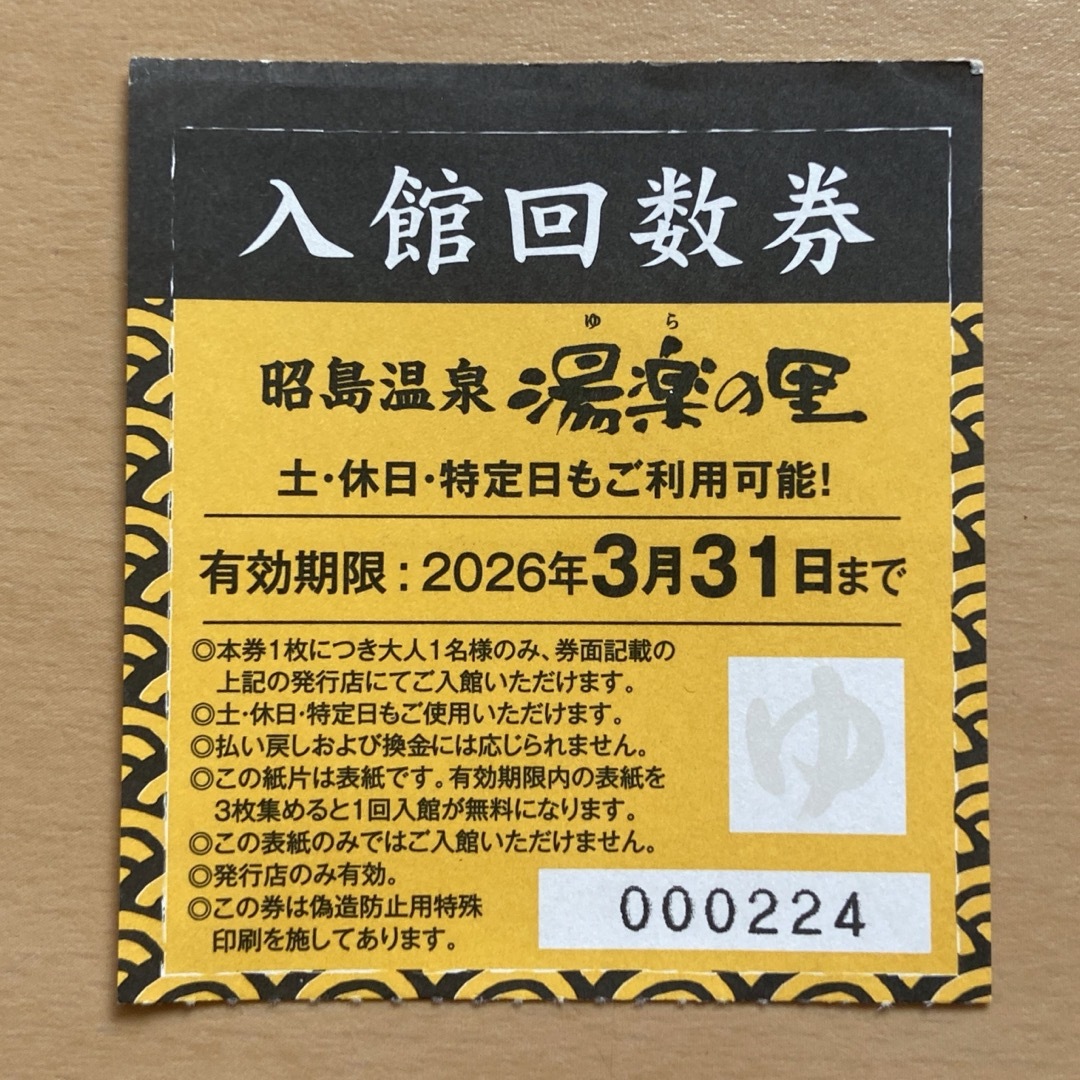 入館回数券
ゆら
昭島温泉 湯楽の里
土・休日・特定日もご利用可能!
有効期限:2026年3月31日まで
◎本券1枚につき大人1名様のみ、券面記載の
上記の発行店にてご入館いただけます。
◎土・休日・特定日もご使用いただけます。
◎払い戻しおよび換金には応じられません。
◎この紙片は表紙です。有効期限内の表紙を
3枚集めると1回入館が無料になります。
◎この表紙のみではご入館いただけません。
◎発行店のみ有効。
◎この券は偽造防止用特殊
印刷を施してあります。
ゆ
000224